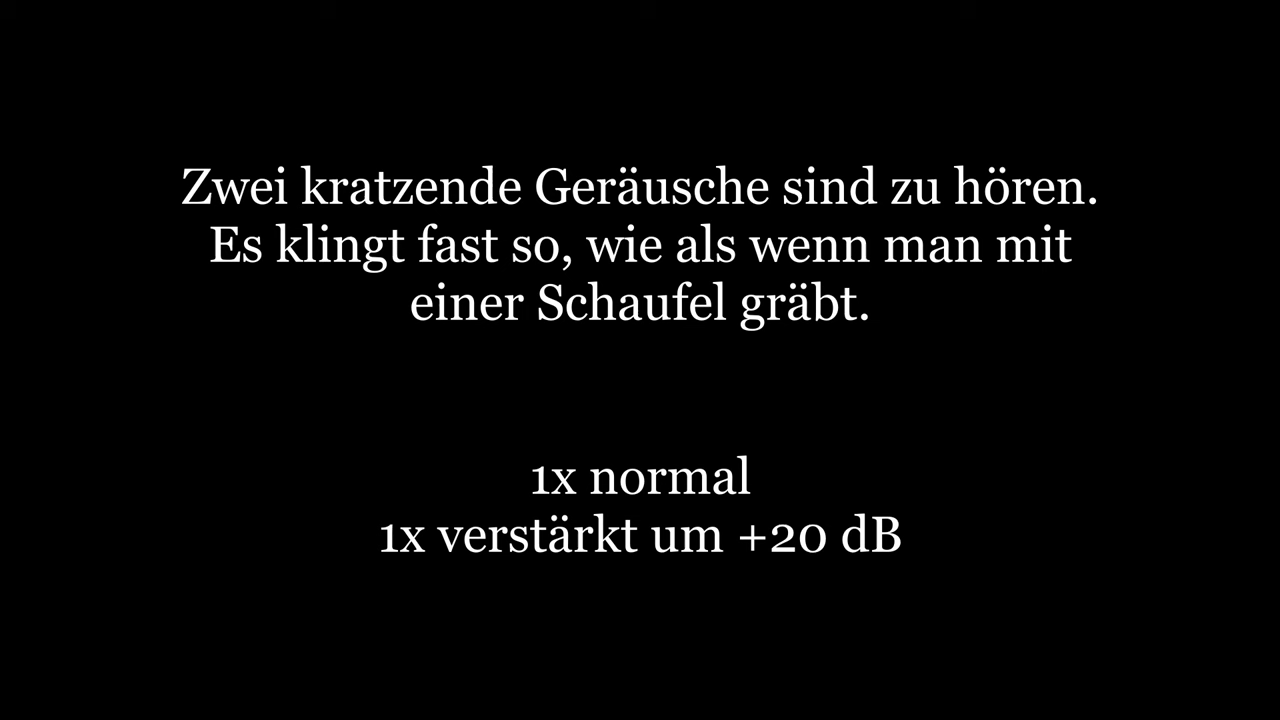 Zwei kratzende Geräusche sind zu hören.
Es klingt fast so, wie als wenn man mit
einer Schaufel gräbt.
1x normal
1x verstärkt um +20 dB